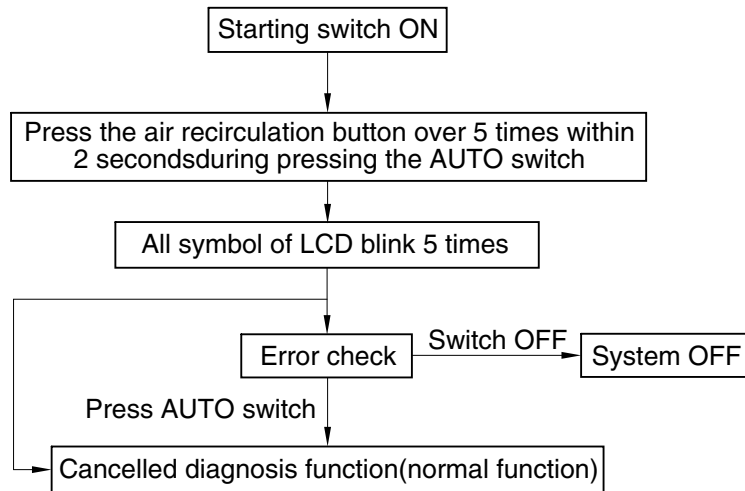 Starting switch ON
Press the air recirculation button over 5 times within
2 secondsduring pressing the AUTO switch
All symbol of LCD blink 5 times
Error check
Switch OFF
System OFF
Press AUTO switch
Cancelled diagnosis function(normal function)